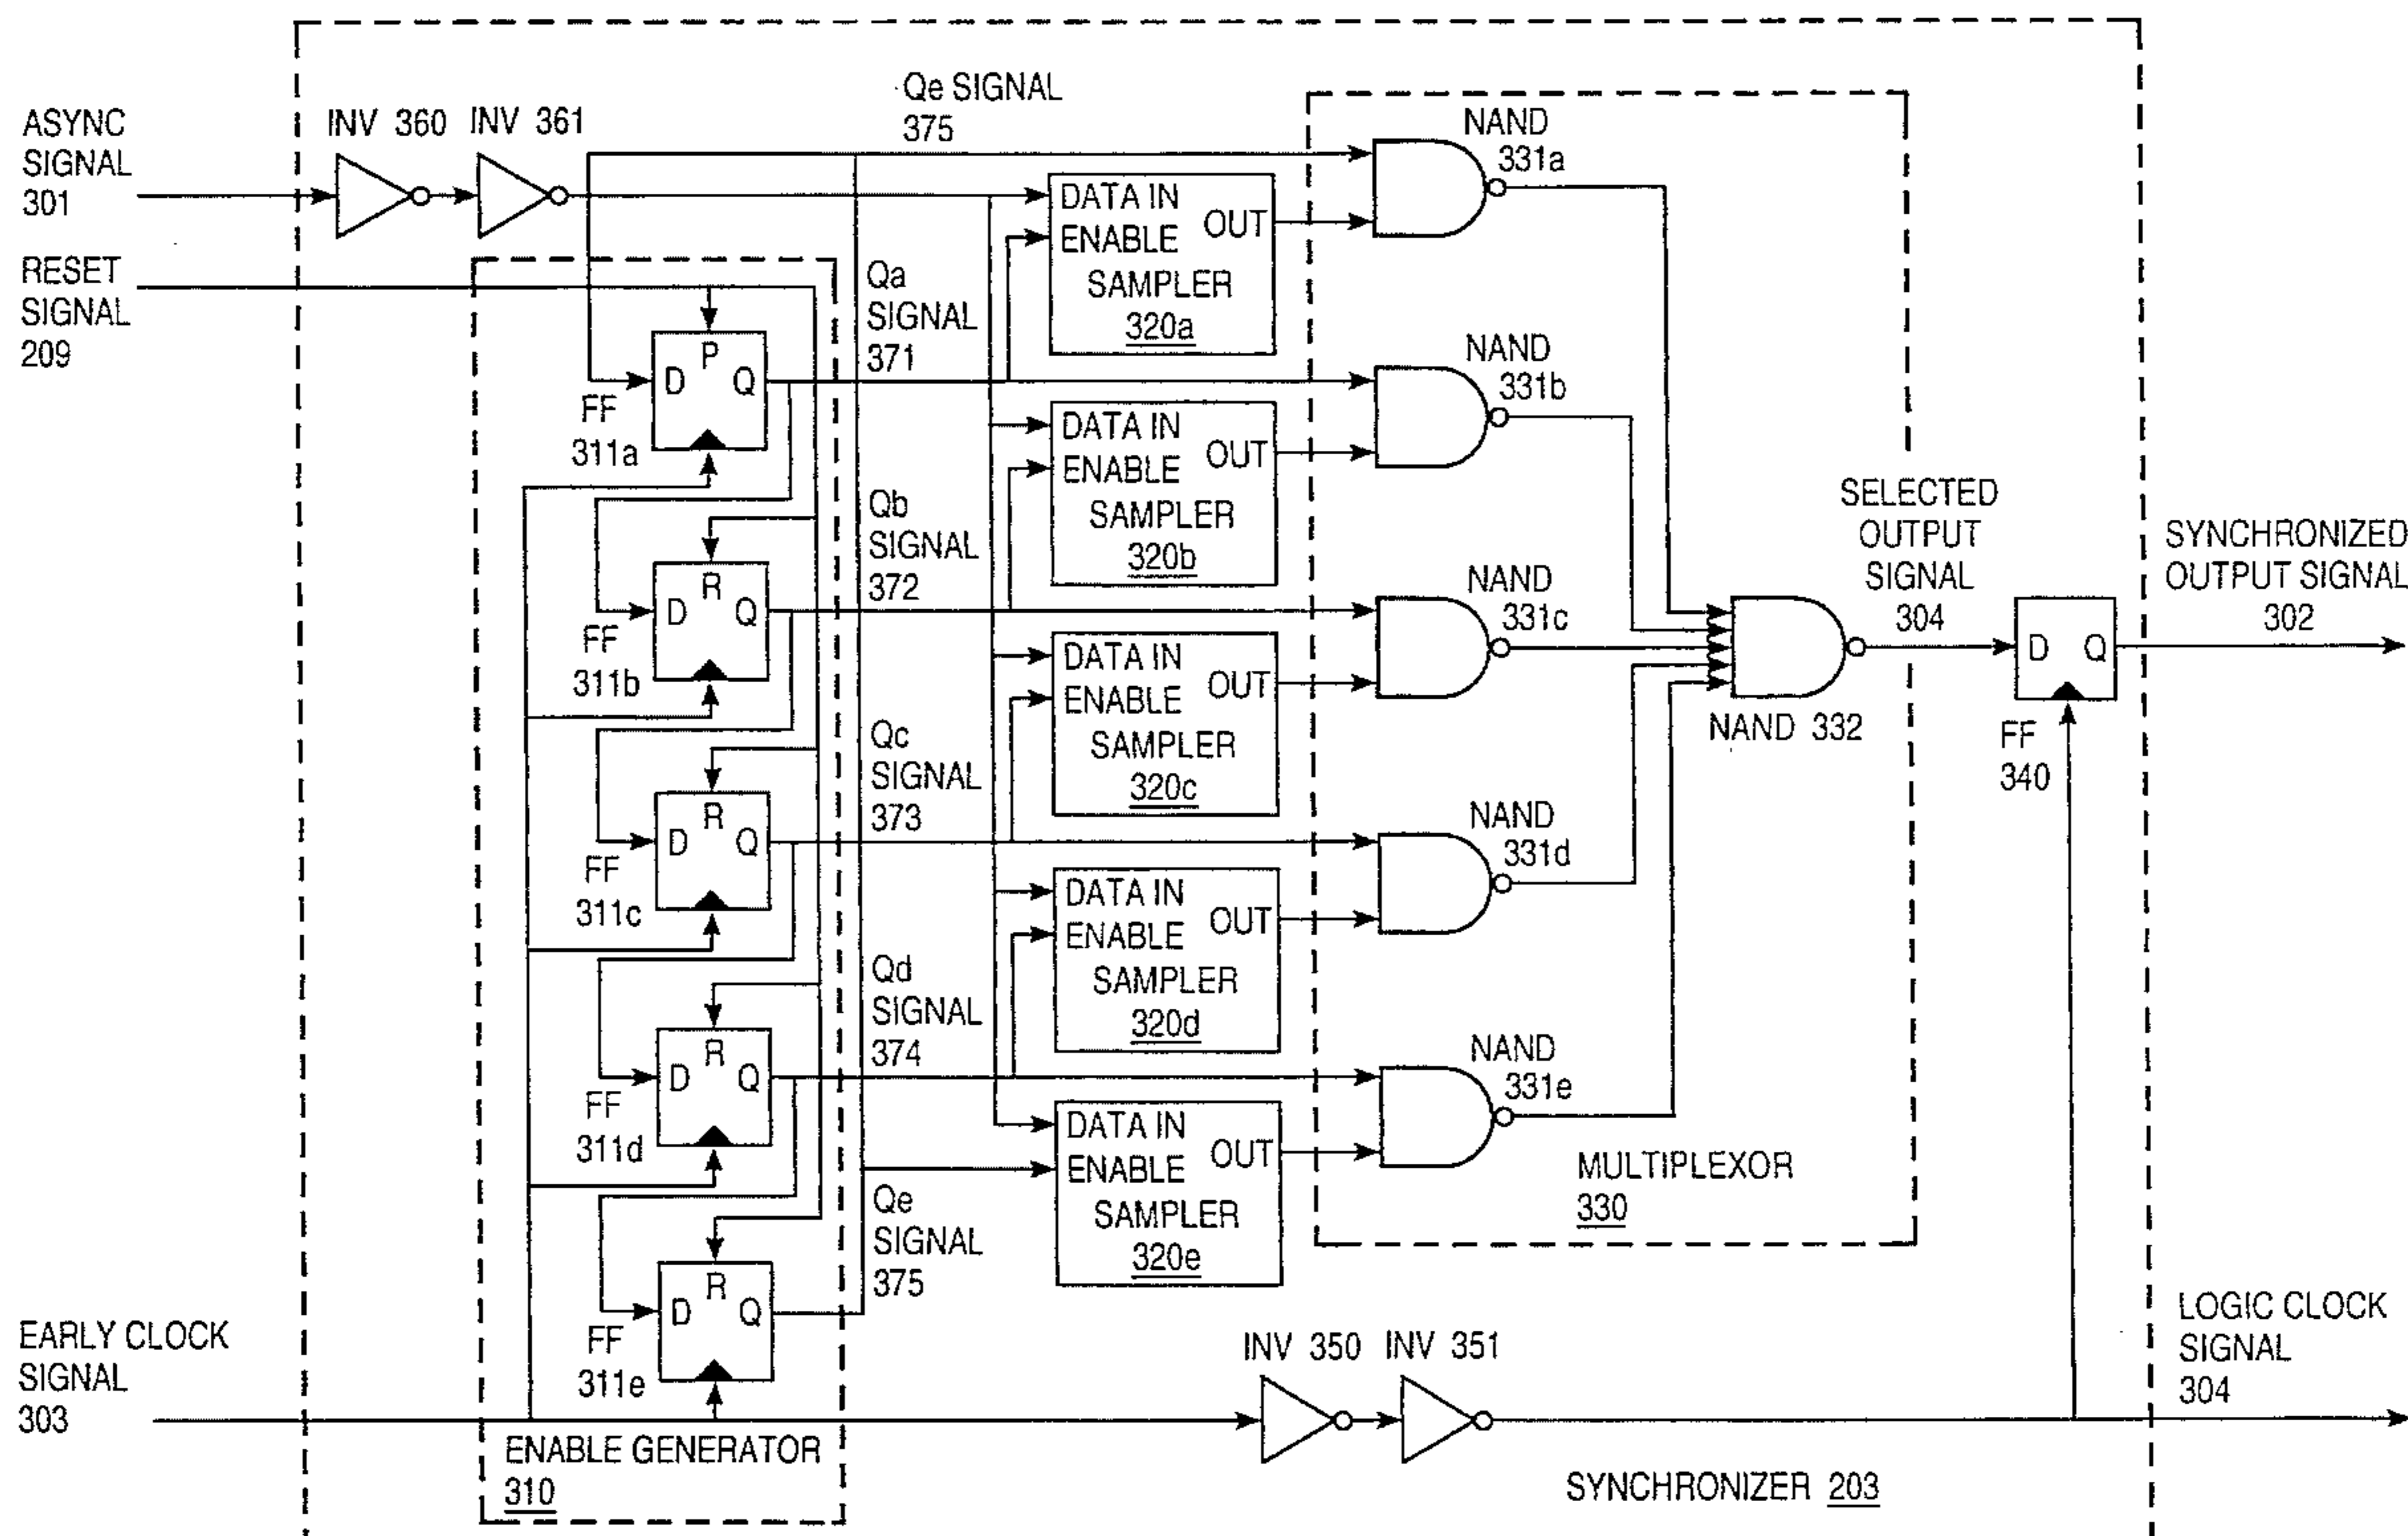 ASYNC
SIGNAL
301
INV 360
INV 361
Qe SIGNAL
375
NAND
331a
DATA IN
ENABLE
OUT
SAMPLER
320a
RESET
SIGNAL
209
Qa
SIGNAL
371
P
D
Q
FF
311a
NAND
331b
DATA IN
ENABLE
OUT
SAMPLER
320b
Qb
SIGNAL
372
R
D
Q
FF
311b
NAND
331c
DATA IN
ENABLE
OUT
SAMPLER
320c
SELECTED
OUTPUT
SIGNAL
304
SYNCHRONIZED
OUTPUT SIGNAL
302
D
Q
FF
340
NAND 332
Qc
SIGNAL
373
R
D
Q
FF
311c
NAND
331d
DATA IN
ENABLE
OUT
SAMPLER
320d
Qd
SIGNAL
374
R
D
Q
FF
311d
NAND
331e
DATA IN
ENABLE
OUT
SAMPLER
320e
MULTIPLEXOR
330
Qe
SIGNAL
375
R
D
Q
FF
311e
EARLY CLOCK
SIGNAL
303
INV 350
INV 351
LOGIC CLOCK
SIGNAL
304
ENABLE GENERATOR
310
SYNCHRONIZER 203